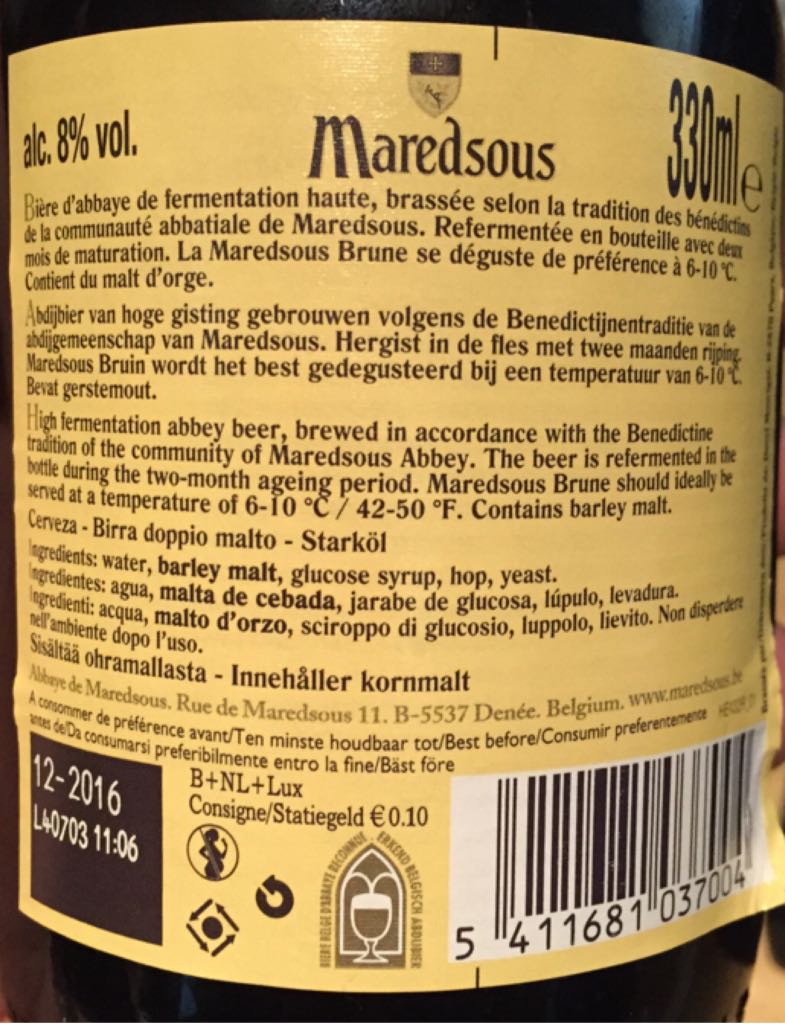 alc. 8% vol.
Maredsous
330ml e
Bière d'abbaye de fermentation haute, brassée selon la tradition des bénédictins
de la communauté abbatiale de Maredsous. Refermentée en bouteille avec deux
mois de maturation. La Maredsous Brune se déguste de préférence à 6-10 °C.
Contient du malt d'orge.
Abdijbier van hoge gisting gebrouwen volgens de Benedictijnentraditie van de
abdijgemeenschap van Maredsous. Hergist in de fles met twee maanden rijping.
Maredsous Bruin wordt het best gedegusteerd bij een temperatuur van 6-10 °C.
Bevat gerstemout.
High fermentation abbey beer, brewed in accordance with the Benedictine
tradition of the community of Maredsous Abbey. The beer is refermented in the
bottle during the two-month ageing period. Maredsous Brune should ideally be
served at a temperature of 6-10 °C / 42-50 °F. Contains barley malt.
Cerveza - Birra doppio malto - Starköl
Ingredients: water, barley malt, glucose syrup, hop, yeast.
Ingredientes: agua, malta de cebada, jarabe de glucosa, lúpulo, levadura.
Ingredienti: acqua, malto d'orzo, sciroppo di glucosio, luppolo, lievito. Non disperdere
nell'ambiente dopo l'uso.
Sisältää ohramallasta - Innehåller kornmalt
Abbaye de Maredsous. Rue de Maredsous 11. B-5537 Denée. Belgium. www.maredsous.be
A consommer de préférence avant/Ten minste houdbaar tot/Best before/Consumir preferentemente
antes de/Da consumarsi preferibilmente entro la fine/Bäst före
12-2016
L40703 11:06
B+NL+Lux
Consigne/Statiegeld €0.10
BIERE BELGE D'ABBAYE RECONNUE - ERKEND BELGISCH ABDIJBIER
5 411681 037004